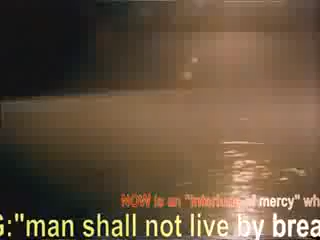 NOW is an "interlude of mercy" wh
G:"man shall not live by brea